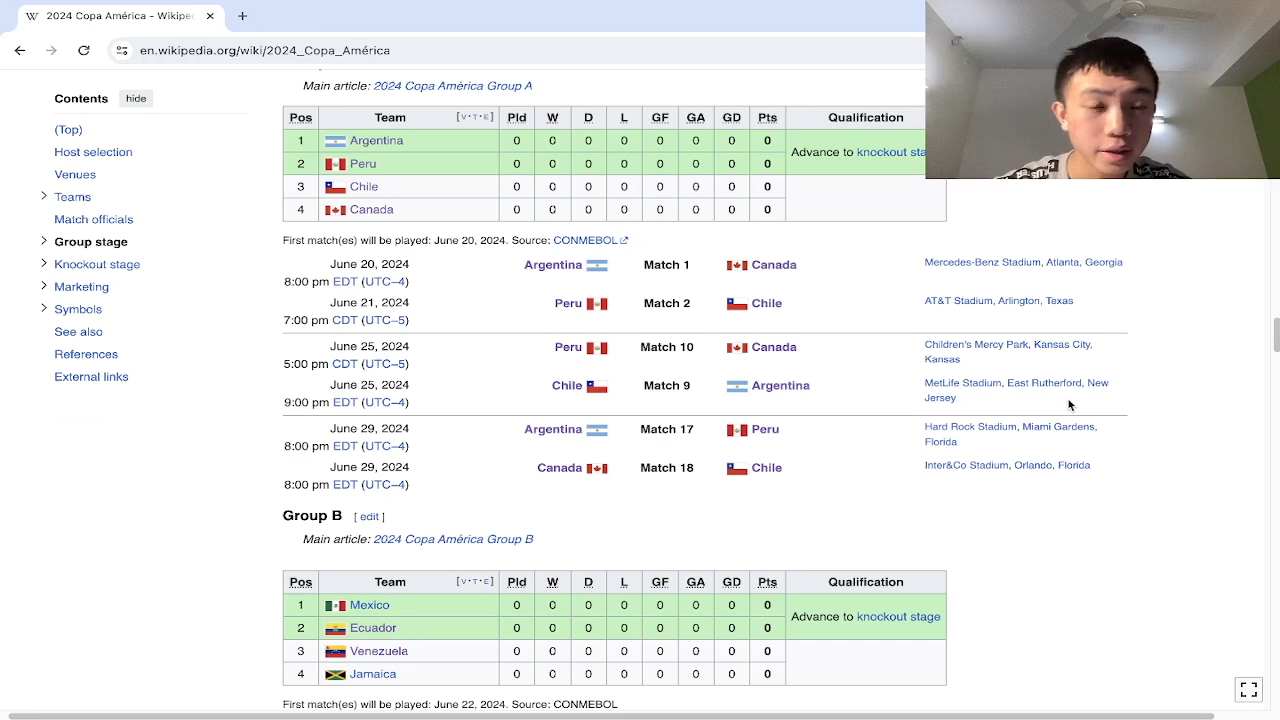 2024 Copa América - Wikipe
en.wikipedia.org/wiki/2024_Copa_América
Contents hide
(Top)
Host selection
Venues
Teams
Match officials
Group stage
Knockout stage
Marketing
Symbols
See also
References
External links
Main article: 2024 Copa América Group A
Pos Team [v·t·e] Pld W D L GF GA GD Pts Qualification
1 Argentina 0 0 0 0 0 0 0 0 Advance to knockout sta
2 Peru 0 0 0 0 0 0 0 0
3 Chile 0 0 0 0 0 0 0 0
4 Canada 0 0 0 0 0 0 0 0
First match(es) will be played: June 20, 2024. Source: CONMEBOL
June 20, 2024 Argentina Match 1 Canada Mercedes-Benz Stadium, Atlanta, Georgia
8:00 pm EDT (UTC−4)
June 21, 2024 Peru Match 2 Chile AT&T Stadium, Arlington, Texas
7:00 pm CDT (UTC−5)
June 25, 2024 Peru Match 10 Canada Children's Mercy Park, Kansas City,
Kansas
5:00 pm CDT (UTC−5)
June 25, 2024 Chile Match 9 Argentina MetLife Stadium, East Rutherford, New
Jersey
9:00 pm EDT (UTC−4)
June 29, 2024 Argentina Match 17 Peru Hard Rock Stadium, Miami Gardens,
Florida
8:00 pm EDT (UTC−4)
June 29, 2024 Canada Match 18 Chile Inter&Co Stadium, Orlando, Florida
8:00 pm EDT (UTC−4)
Group B [ edit ]
Main article: 2024 Copa América Group B
Pos Team [v·t·e] Pld W D L GF GA GD Pts Qualification
1 Mexico 0 0 0 0 0 0 0 0 Advance to knockout stage
2 Ecuador 0 0 0 0 0 0 0 0
3 Venezuela 0 0 0 0 0 0 0 0
4 Jamaica 0 0 0 0 0 0 0 0
First match(es) will be played: June 22, 2024. Source: CONMEBOL